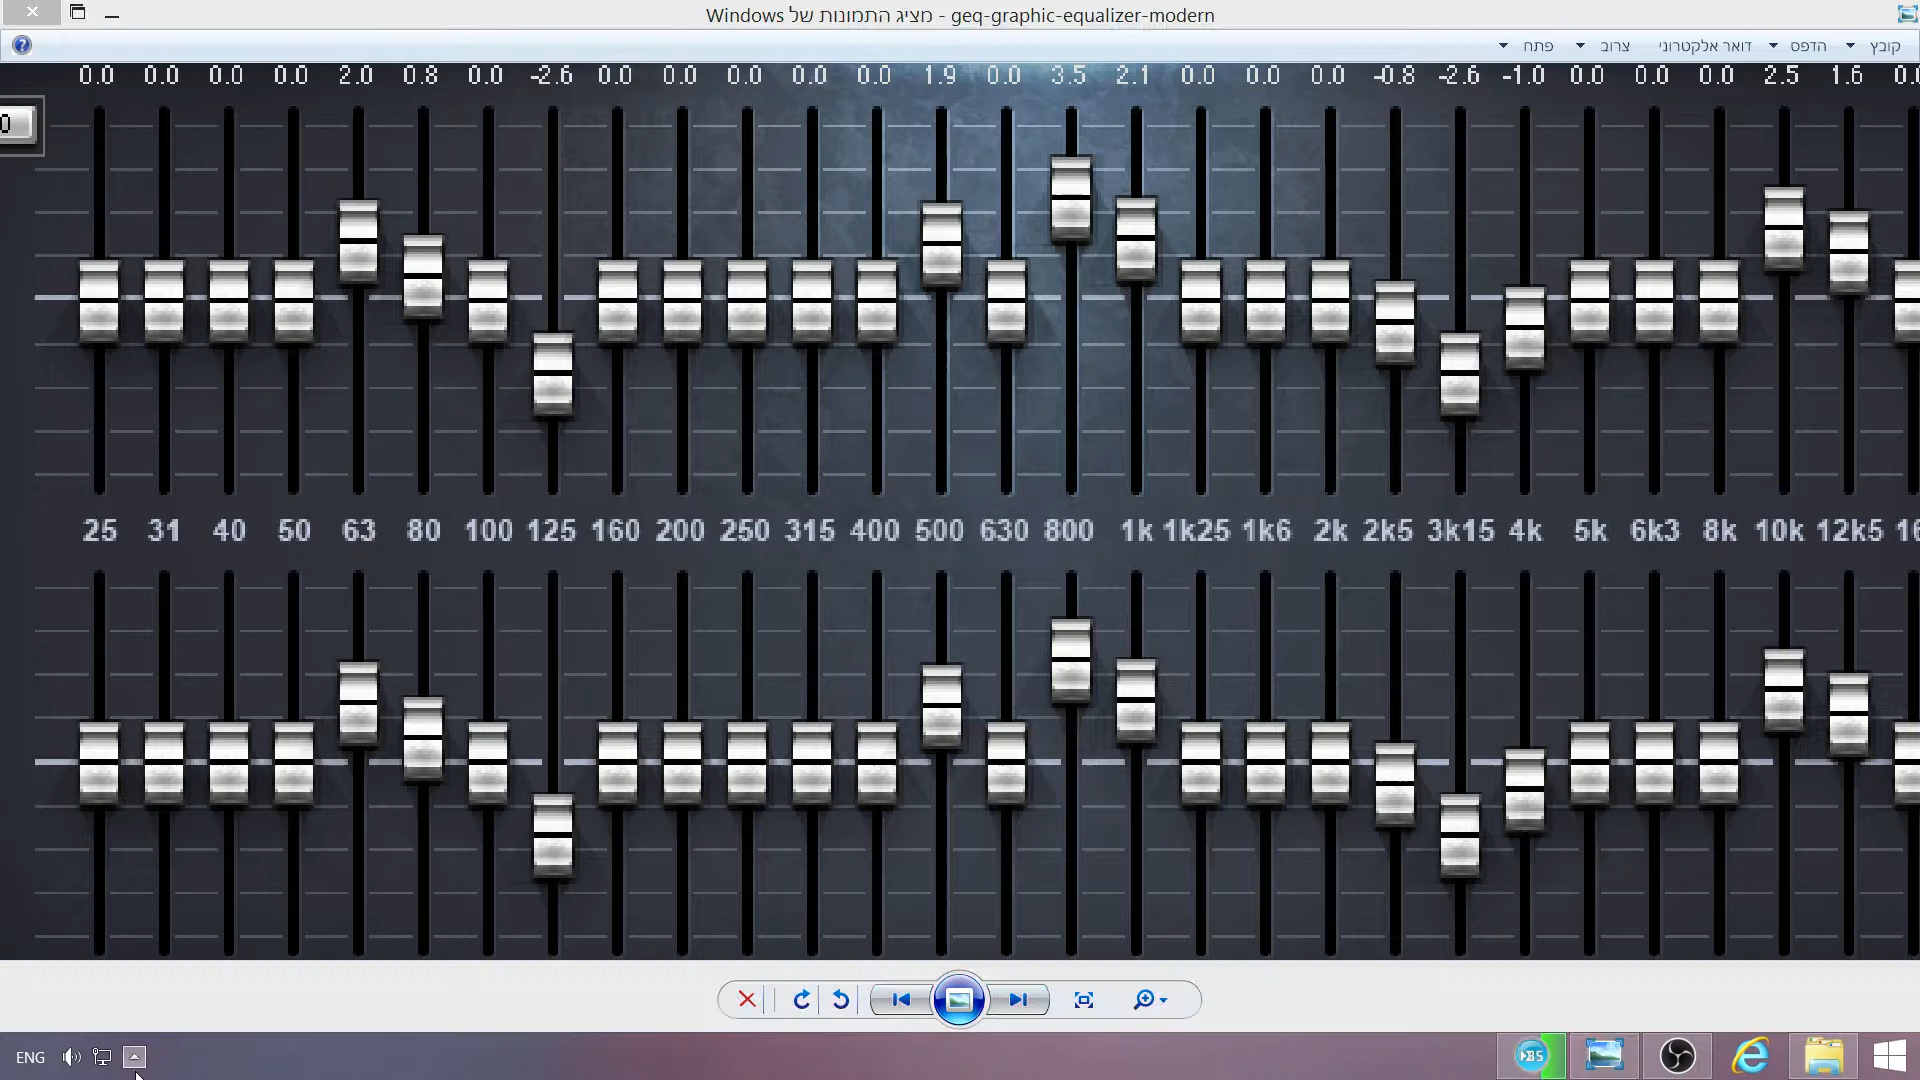 geq-graphic-equalizer-modern - מציג התמונות של Windows
קובץ הדפס דואר אלקטרוני צרוב פתח
0.0 0.0 0.0 0.0 2.0 0.8 0.0 -2.6 0.0 0.0 0.0 0.0 0.0 1.9 0.0 3.5 2.1 0.0 0.0 0.0 -0.8 -2.6 -1.0 0.0 0.0 0.0 2.5 1.6 0.0
0
25 31 40 50 63 80 100 125 160 200 250 315 400 500 630 800 1k 1k25 1k6 2k 2k5 3k15 4k 5k 6k3 8k 10k 12k5
ENG
BS